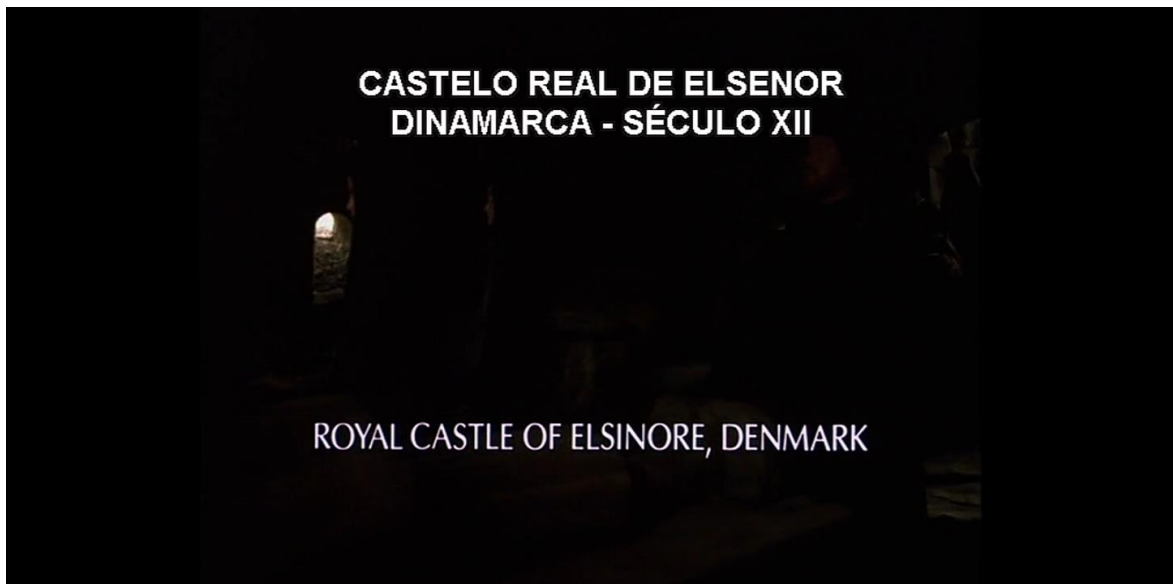 CASTELO REAL DE ELSENOR
DINAMARCA - SÉCULO XII
ROYAL CASTLE OF ELSINORE, DENMARK